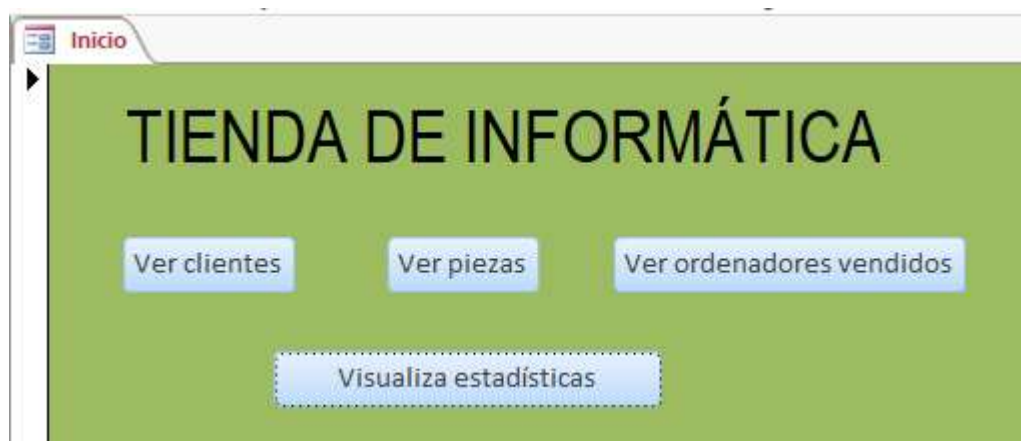 Inicio
TIENDA DE INFORMÁTICA
Ver clientes Ver piezas Ver ordenadores vendidos
Visualiza estadísticas